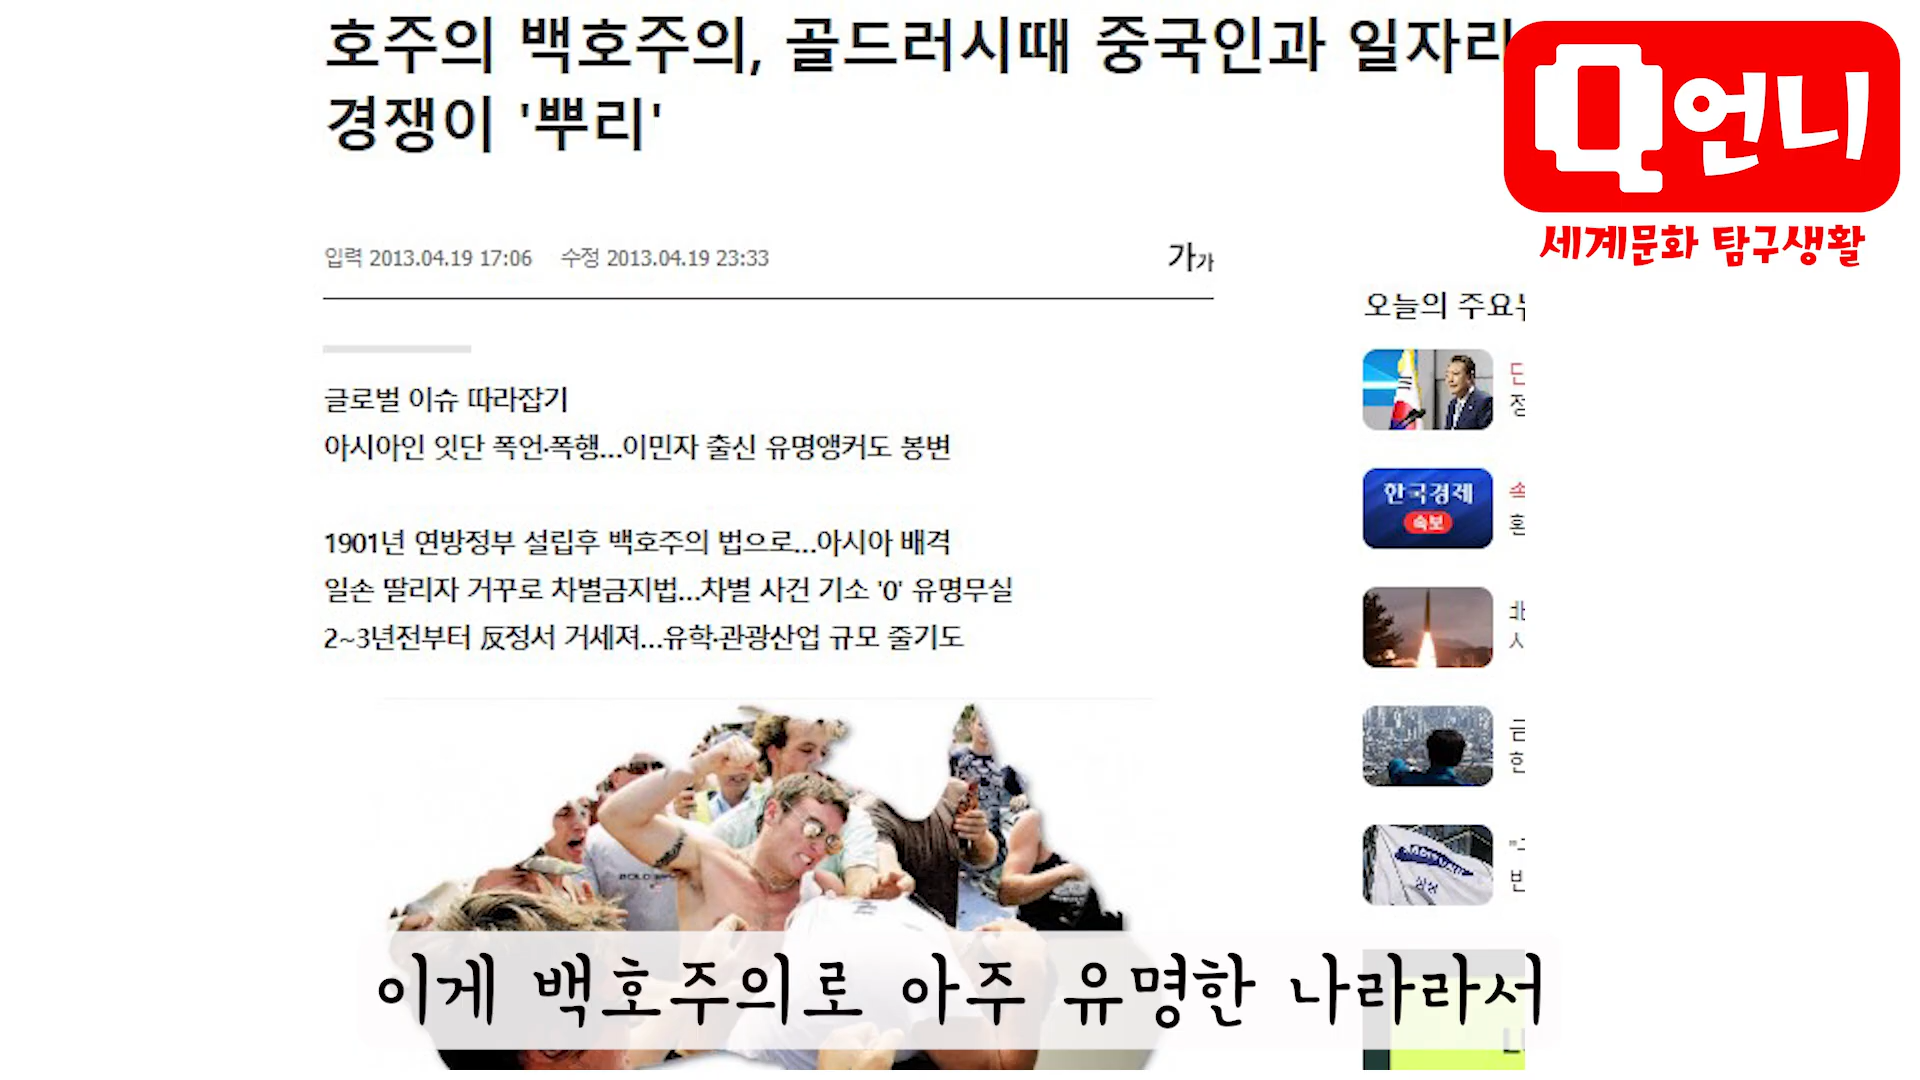 호주의 백호주의, 골드러시때 중국인과 일자리
경쟁이 '뿌리'
Q언니
세계문화 탐구생활
입력 2013.04.19 17:06 수정 2013.04.19 23:33
가가
글로벌 이슈 따라잡기
아시아인 잇단 폭언·폭행...이민자 출신 유명앵커도 봉변
1901년 연방정부 설립후 백호주의 법으로...아시아 배격
일손 딸리자 거꾸로 차별금지법...차별 사건 기소 '0' 유명무실
2~3년전부터 反정서 거세져...유학·관광산업 규모 줄기도
오늘의 주요
한국경제
속보
삼성
이게 백호주의로 아주 유명한 나라라서